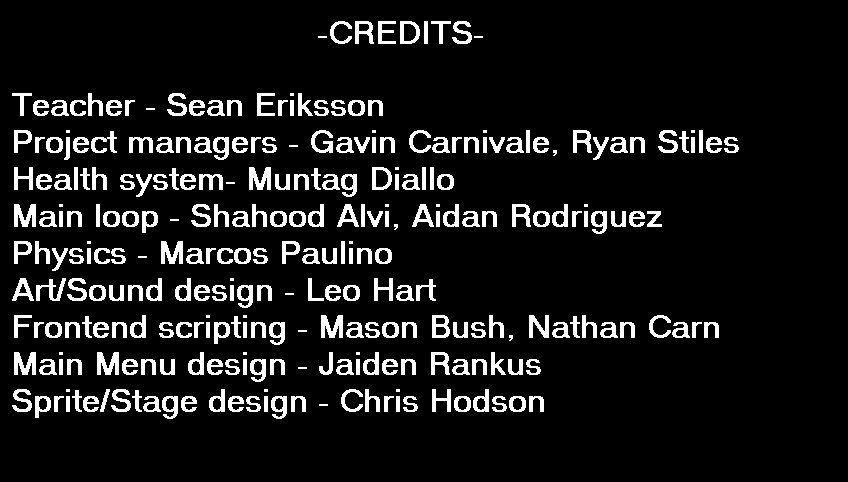 -CREDITS-
Teacher - Sean Eriksson
Project managers - Gavin Carnivale, Ryan Stiles
Health system- Muntag Diallo
Main loop - Shahood Alvi, Aidan Rodriguez
Physics - Marcos Paulino
Art/Sound design - Leo Hart
Frontend scripting - Mason Bush, Nathan Carn
Main Menu design - Jaiden Rankus
Sprite/Stage design - Chris Hodson